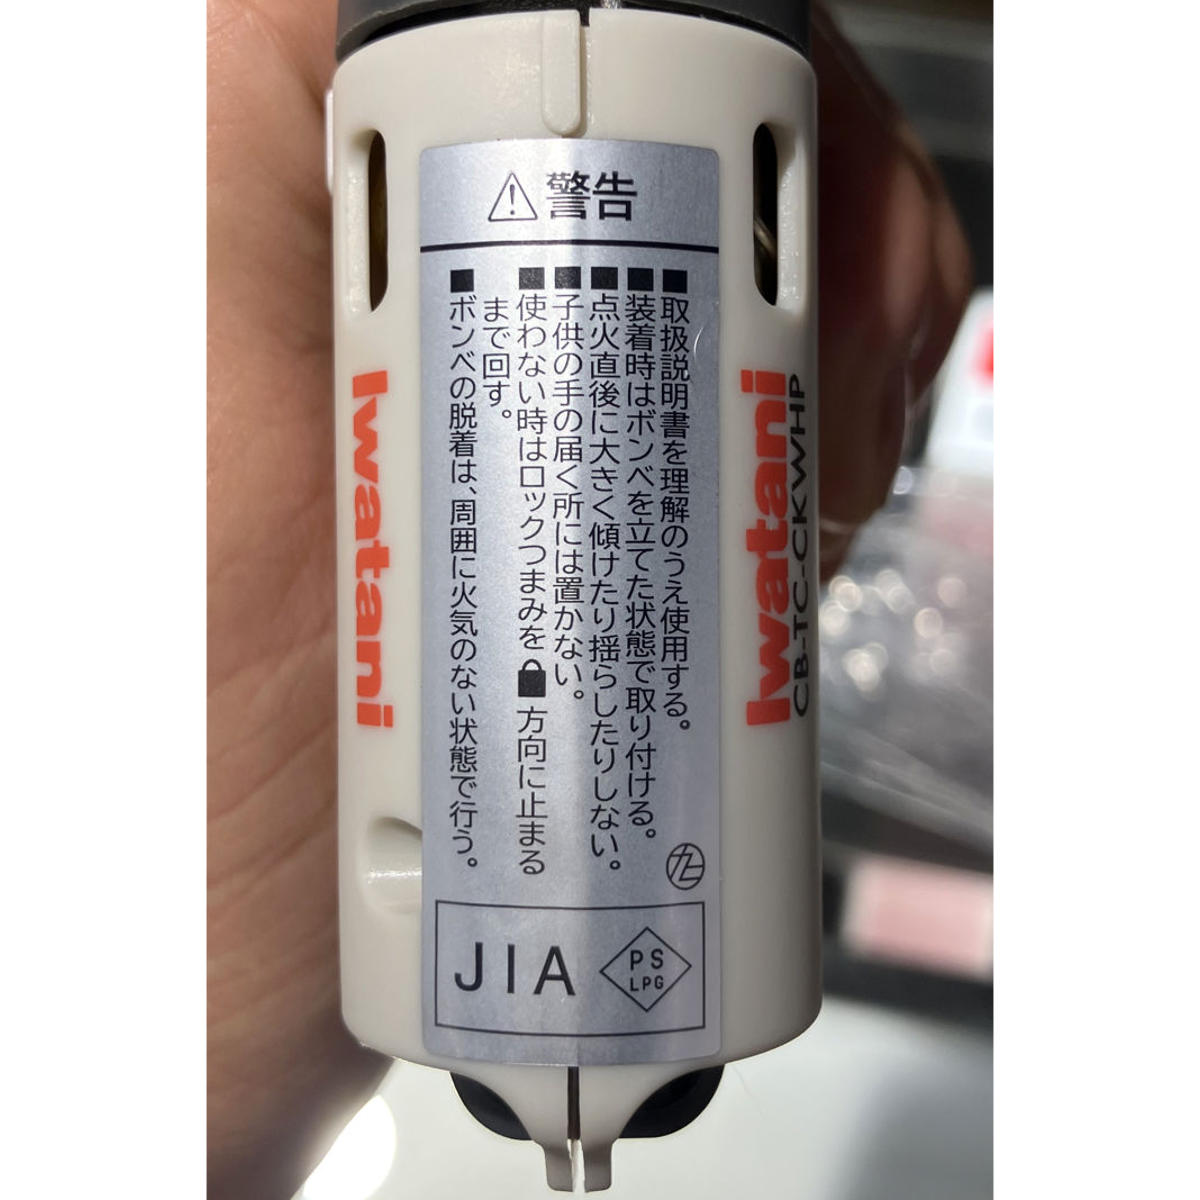 警告
■取扱説明書を理解のうえ使用する。
■装着時はボンベを立てた状態で取り付ける。
■点火直後に大きく傾けたり揺らしたりしない。
■子供の手の届く所には置かない。
■使わない時はロックつまみを🔒方向に止まる
まで回す。
■ボンベの脱着は、周囲に火気のない状態で行う。
JIA
PS
LPG
Iwatani
Iwatani
CB-TC-CKWHP